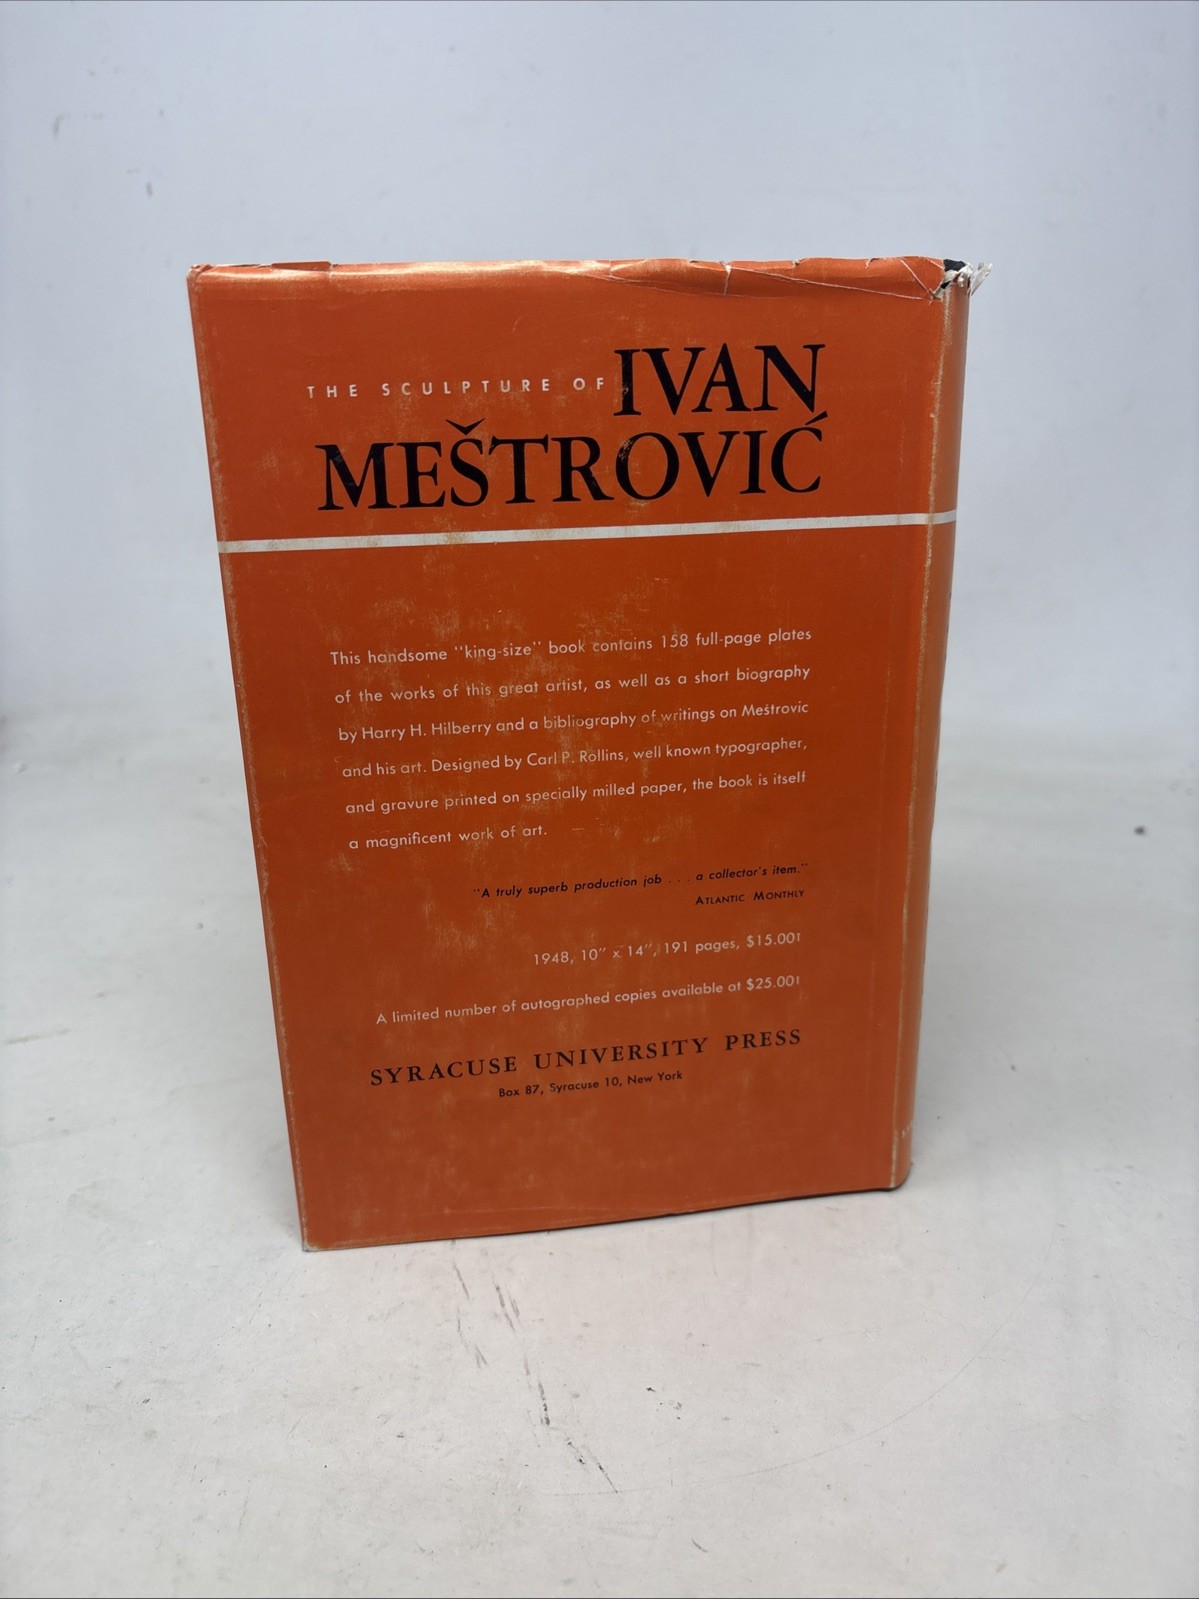 THE SCULPTURE OF IVAN
MEŠTROVIĆ
This handsome "king-size" book contains 158 full-page plates
of the works of this great artist, as well as a short biography
by Harry H. Hilberry and a bibliography of writings on Meštrovic
and his art. Designed by Carl P. Rollins, well known typographer,
and gravure printed on specially milled paper, the book is itself
a magnificent work of art.
"A truly superb production job . . . a collector's item."
ATLANTIC MONTHLY
1948, 10" x 14", 191 pages, $15.00†
A limited number of autographed copies available at $25.00†
SYRACUSE UNIVERSITY PRESS
Box 87, Syracuse 10, New York